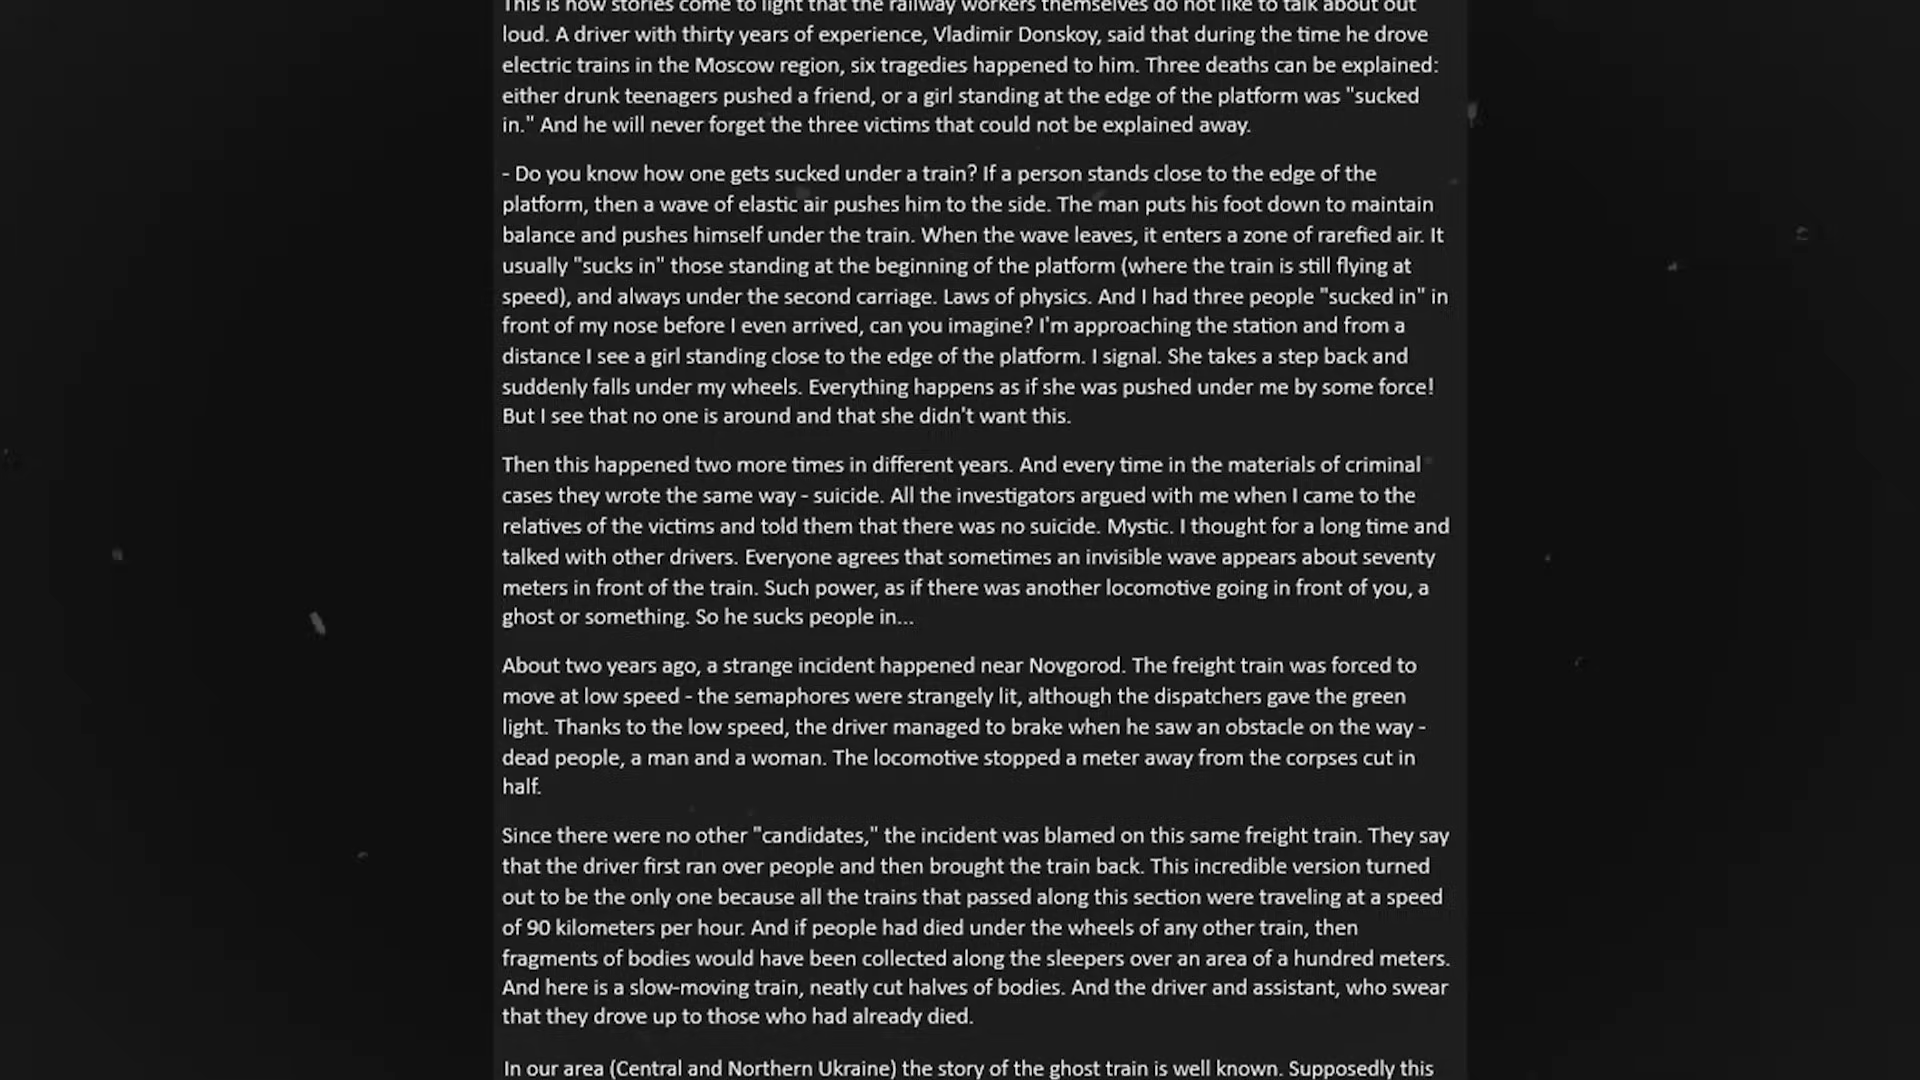 This is how stories come to light that the railway workers themselves do not like to talk about out
loud. A driver with thirty years of experience, Vladimir Donskoy, said that during the time he drove
electric trains in the Moscow region, six tragedies happened to him. Three deaths can be explained:
either drunk teenagers pushed a friend, or a girl standing at the edge of the platform was "sucked
in." And he will never forget the three victims that could not be explained away.
- Do you know how one gets sucked under a train? If a person stands close to the edge of the
platform, then a wave of elastic air pushes him to the side. The man puts his foot down to maintain
balance and pushes himself under the train. When the wave leaves, it enters a zone of rarefied air. It
usually "sucks in" those standing at the beginning of the platform (where the train is still flying at
speed), and always under the second carriage. Laws of physics. And I had three people "sucked in" in
front of my nose before I even arrived, can you imagine? I'm approaching the station and from a
distance I see a girl standing close to the edge of the platform. I signal. She takes a step back and
suddenly falls under my wheels. Everything happens as if she was pushed under me by some force!
But I see that no one is around and that she didn't want this.
Then this happened two more times in different years. And every time in the materials of criminal
cases they wrote the same way - suicide. All the investigators argued with me when I came to the
relatives of the victims and told them that there was no suicide. Mystic. I thought for a long time and
talked with other drivers. Everyone agrees that sometimes an invisible wave appears about seventy
meters in front of the train. Such power, as if there was another locomotive going in front of you, a
ghost or something. So he sucks people in...
About two years ago, a strange incident happened near Novgorod. The freight train was forced to
move at low speed - the semaphores were strangely lit, although the dispatchers gave the green
light. Thanks to the low speed, the driver managed to brake when he saw an obstacle on the way -
dead people, a man and a woman. The locomotive stopped a meter away from the corpses cut in
half.
Since there were no other "candidates," the incident was blamed on this same freight train. They say
that the driver first ran over people and then brought the train back. This incredible version turned
out to be the only one because all the trains that passed along this section were traveling at a speed
of 90 kilometers per hour. And if people had died under the wheels of any other train, then
fragments of bodies would have been collected along the sleepers over an area of a hundred meters.
And here is a slow-moving train, neatly cut halves of bodies. And the driver and assistant, who swear
that they drove up to those who had already died.
In our area (Central and Northern Ukraine) the story of the ghost train is well known. Supposedly this